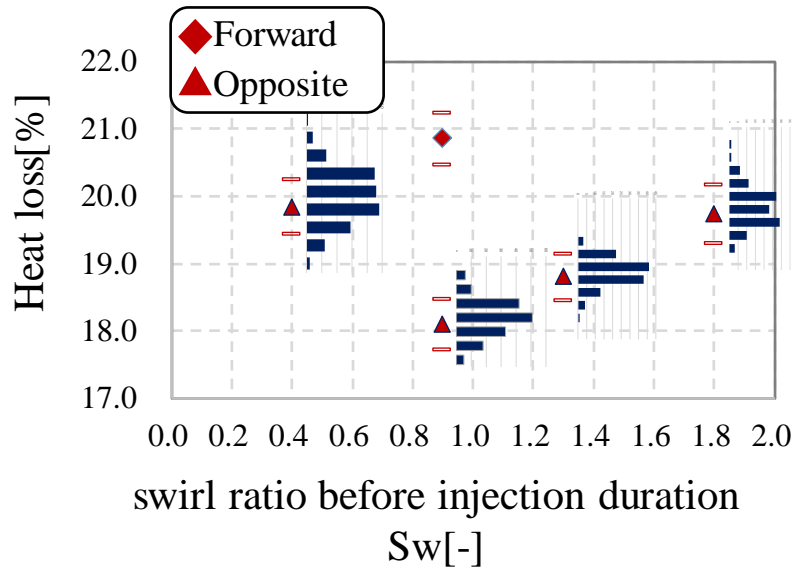 Forward
Opposite
22.0
21.0
20.0
19.0
18.0
17.0
Heat loss[%]
0.0 0.2 0.4 0.6 0.8 1.0 1.2 1.4 1.6 1.8 2.0
swirl ratio before injection duration
Sw[-]